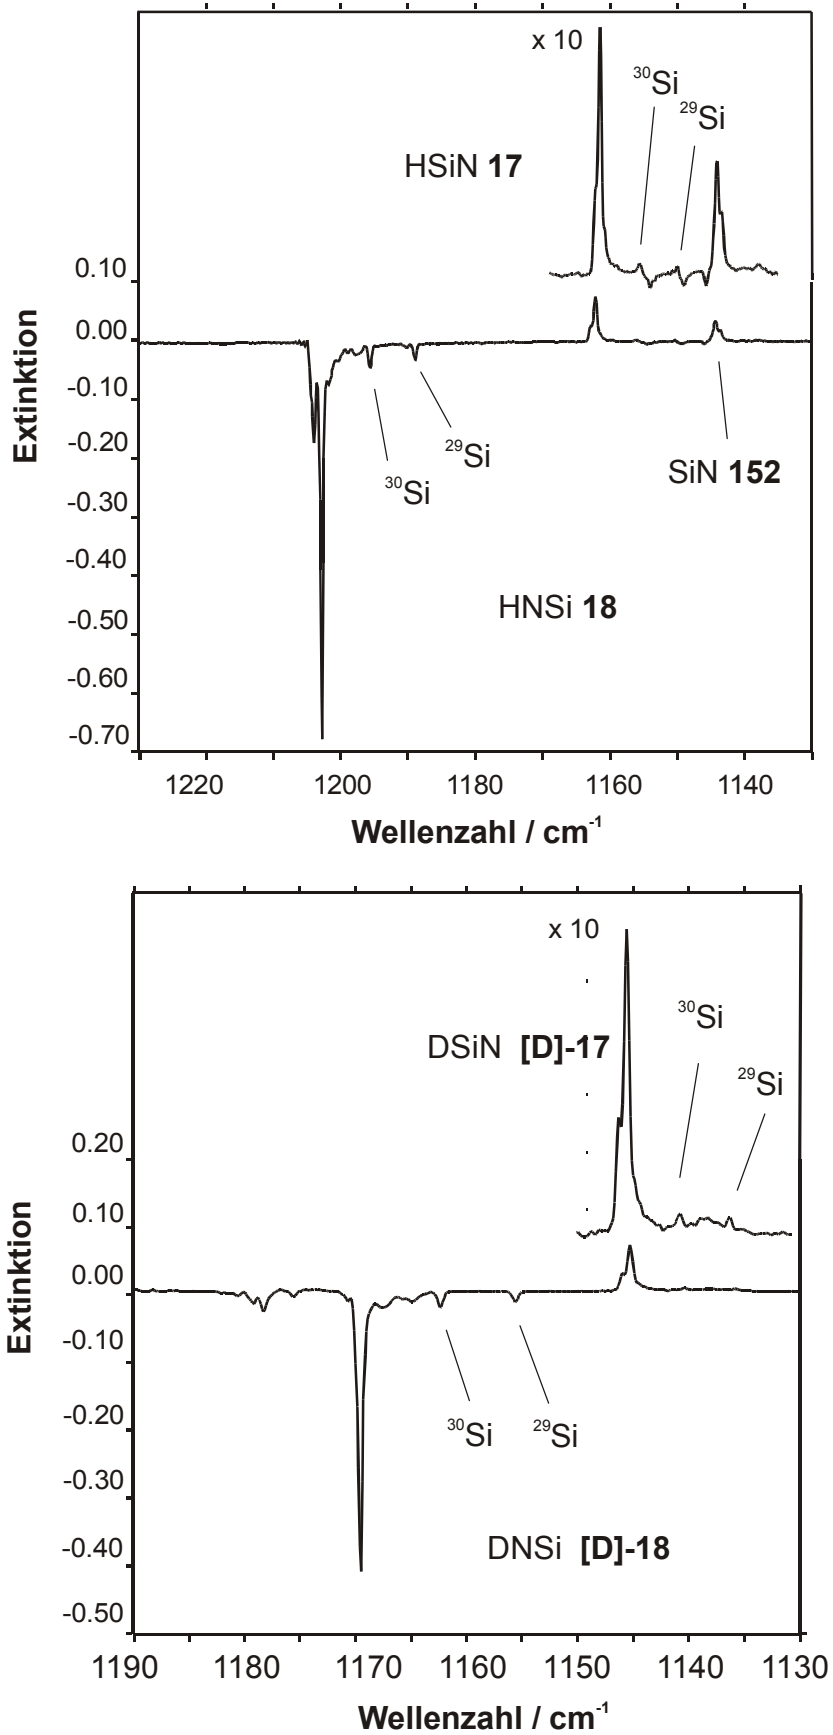 x 10
³⁰Si
²⁹Si
HSiN 17
0.10
0.00
-0.10
-0.20
-0.30
-0.40
-0.50
-0.60
-0.70
Extinktion
²⁹Si
³⁰Si
SiN 152
HNSi 18
1220 1200 1180 1160 1140
Wellenzahl / cm⁻¹
x 10
³⁰Si
DSiN [D]-17
²⁹Si
0.20
0.10
0.00
-0.10
-0.20
-0.30
-0.40
-0.50
Extinktion
³⁰Si ²⁹Si
DNSi [D]-18
1190 1180 1170 1160 1150 1140 1130
Wellenzahl / cm⁻¹